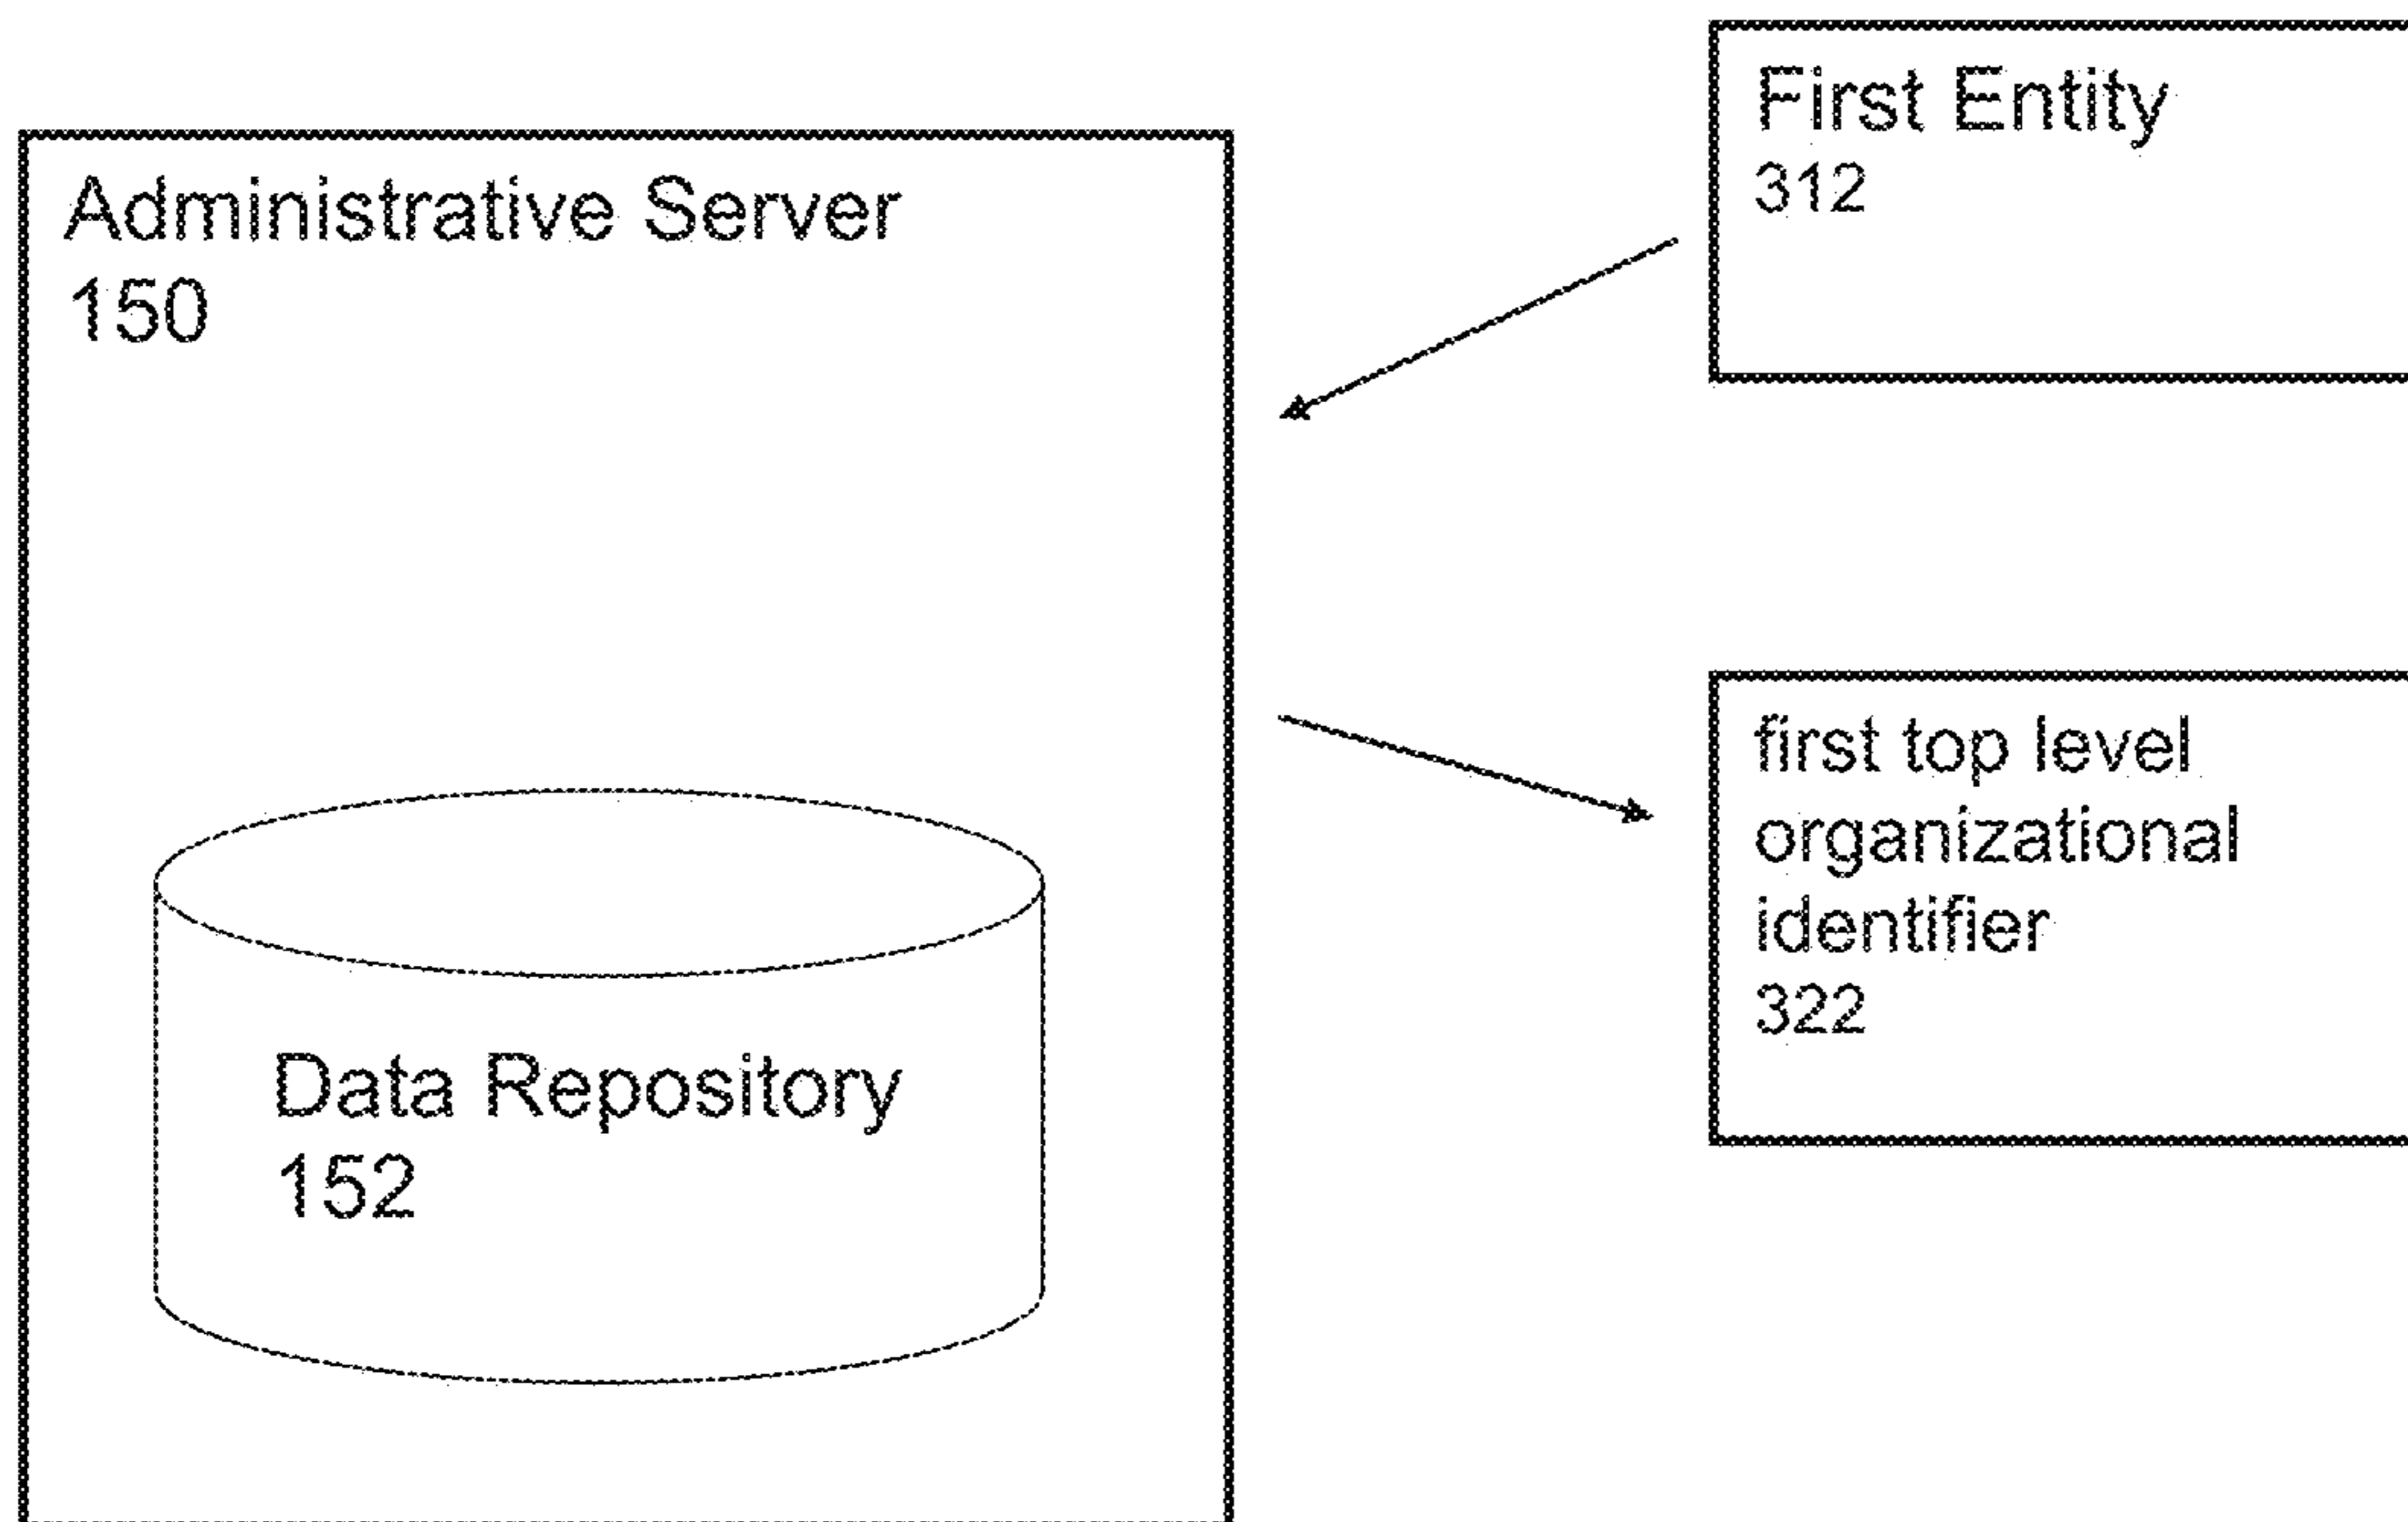 Administrative Server
150
Data Repository
152
First Entity
312
first top level
organizational
identifier
322